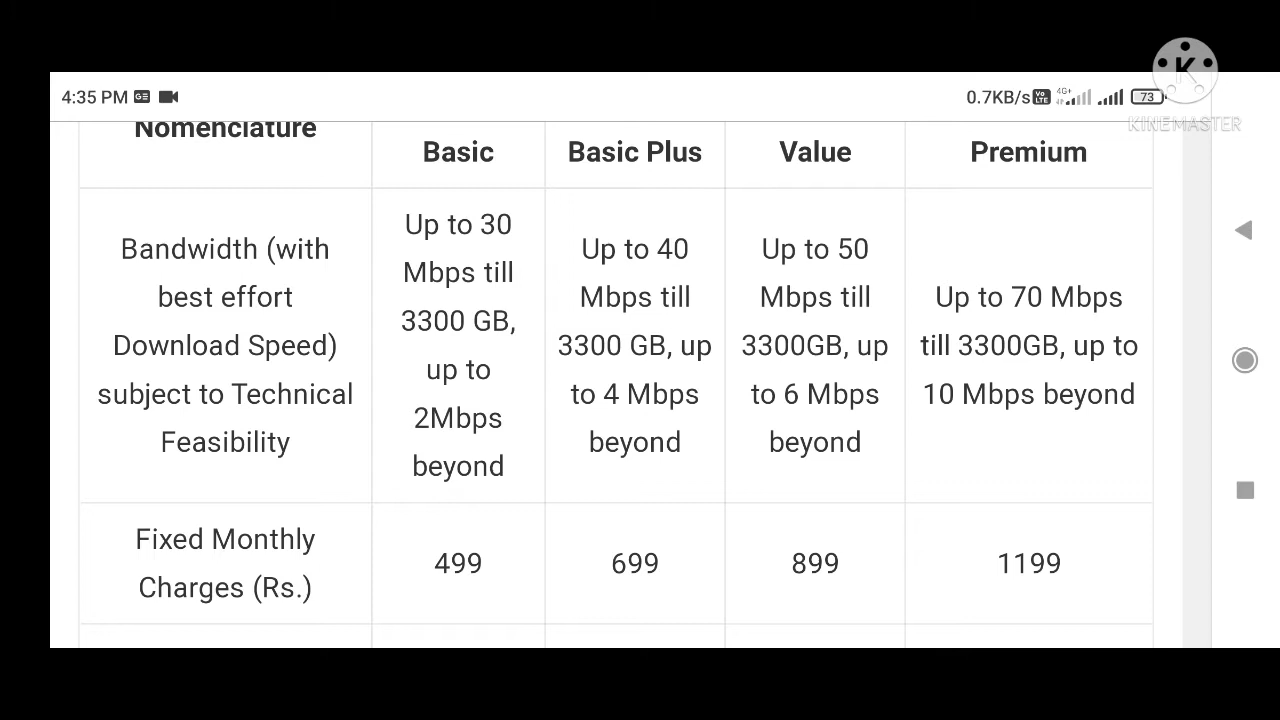 4:35 PM
0.7KB/s Vo LTE 4G+ 73
K
KINEMASTER
Nomenclature
Basic
Basic Plus
Value
Premium
Bandwidth (with
best effort
Download Speed)
subject to Technical
Feasibility
Up to 30
Mbps till
3300 GB,
up to
2Mbps
beyond
Up to 40
Mbps till
3300 GB, up
to 4 Mbps
beyond
Up to 50
Mbps till
3300GB, up
to 6 Mbps
beyond
Up to 70 Mbps
till 3300GB, up to
10 Mbps beyond
Fixed Monthly
Charges (Rs.)
499
699
899
1199